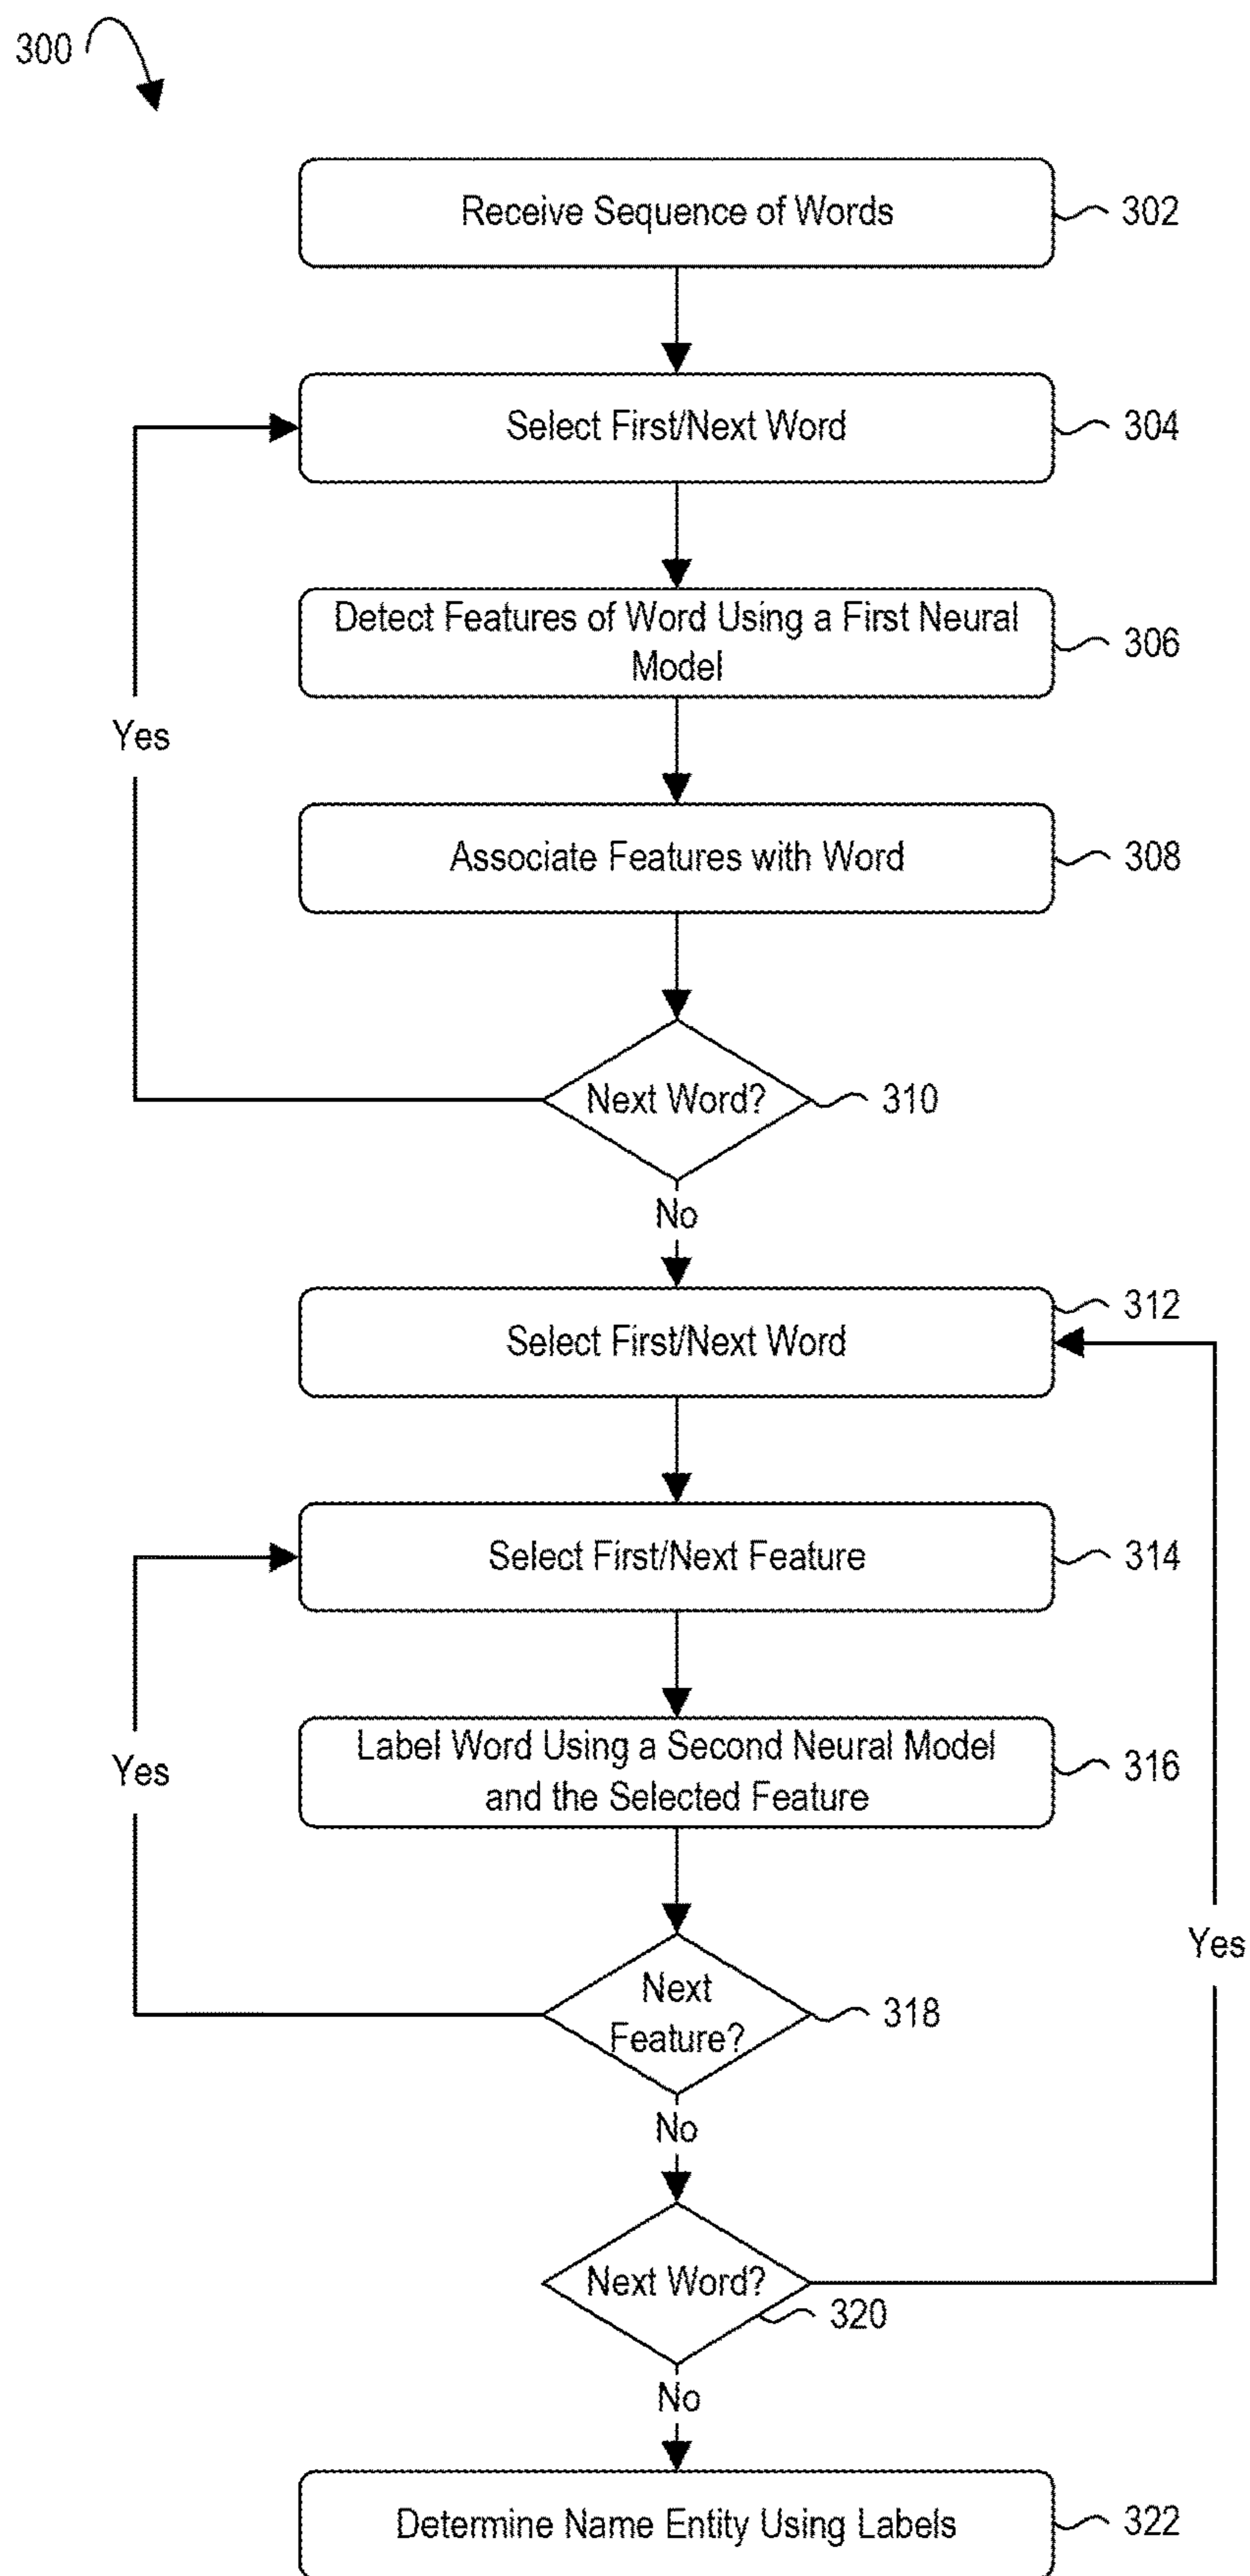 300
Receive Sequence of Words
302
Select First/Next Word
304
Detect Features of Word Using a First Neural
Model
306
Yes
Associate Features with Word
308
Next Word?
310
No
312
Select First/Next Word
Select First/Next Feature
314
Label Word Using a Second Neural Model
and the Selected Feature
316
Yes
Yes
Next
Feature?
318
No
Next Word?
320
No
Determine Name Entity Using Labels
322